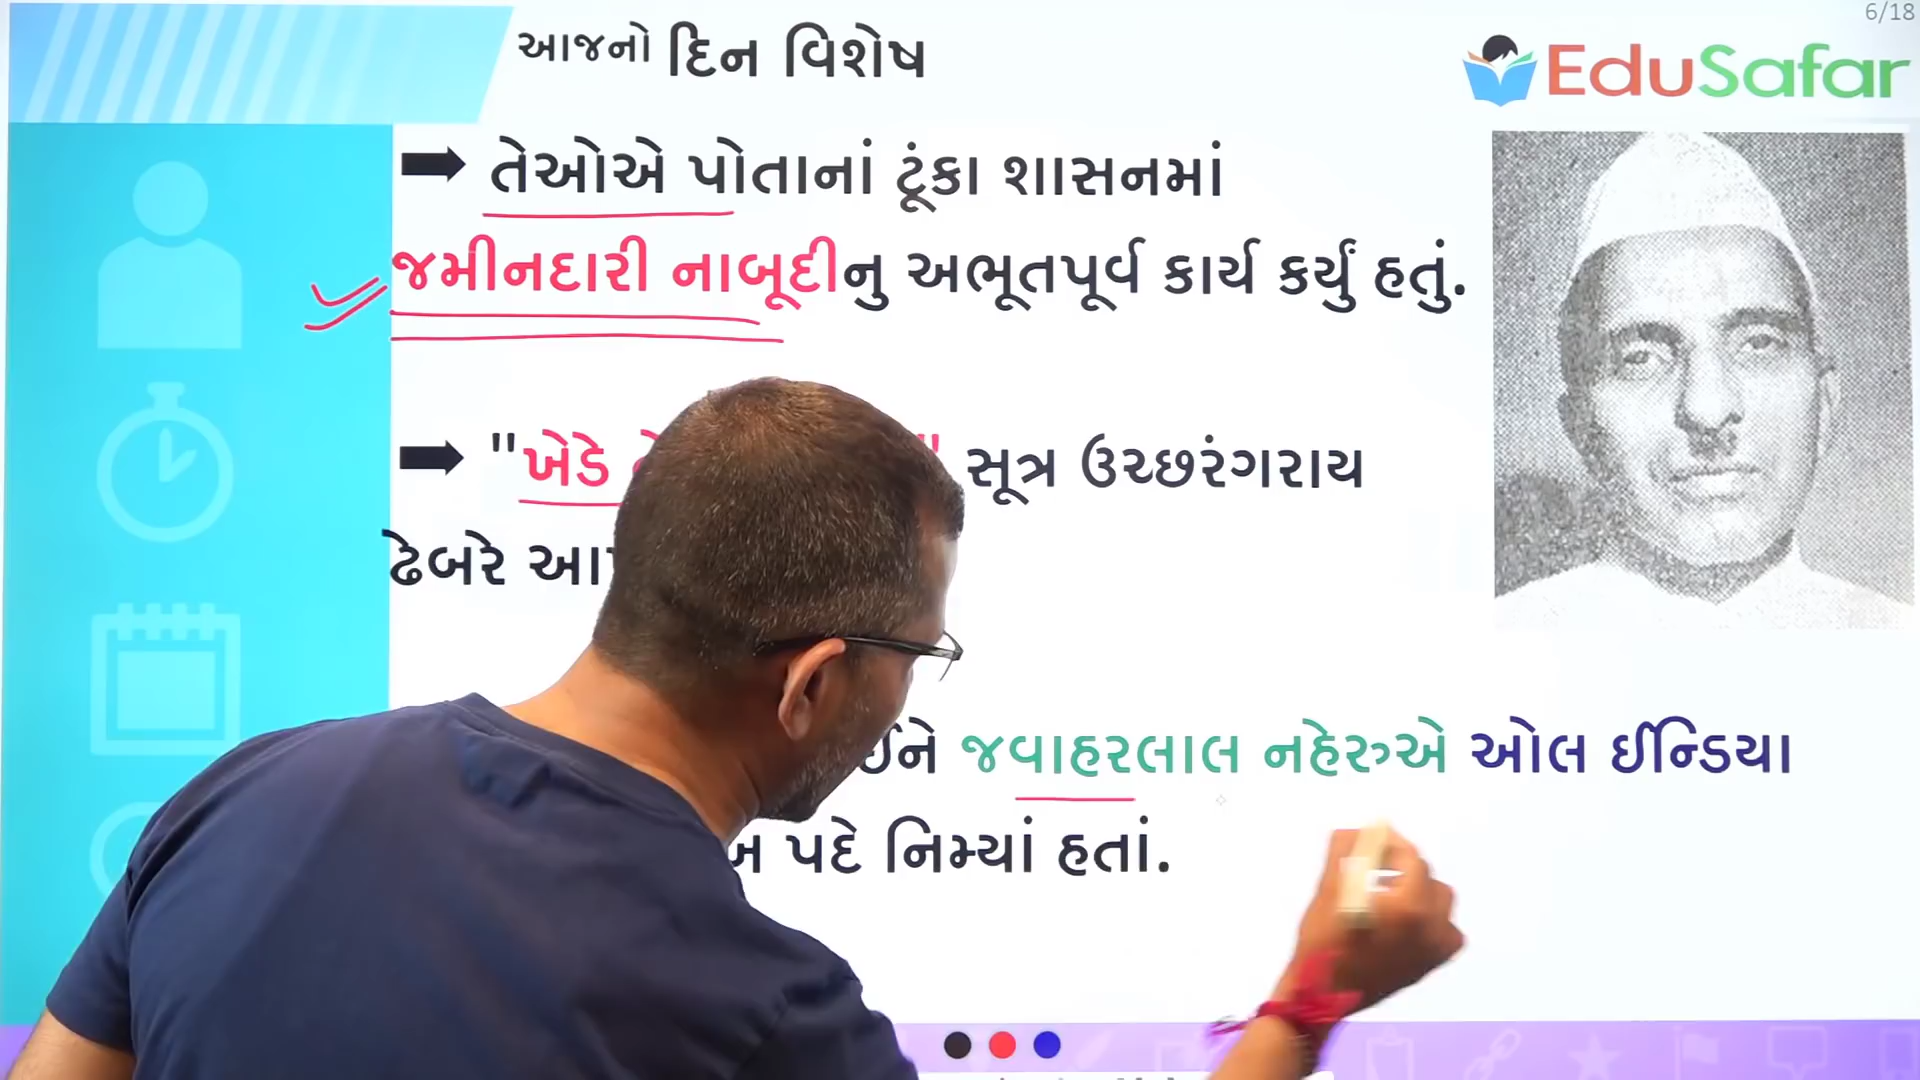 6/18
આજનો દિન વિશેષ
EduSafar
તેઓએ પોતાનાં ટૂંકા શાસનમાં
જમીનદારી નાબૂદીનુ અભૂતપૂર્વ કાર્ય કર્યું હતું.
"ખેડે " સૂત્ર ઉચ્છરંગરાય
ઢેબરે
જવાહરલાલ નહેરુએ ઓલ ઈન્ડિયા
પદે નિમ્યાં હતાં.